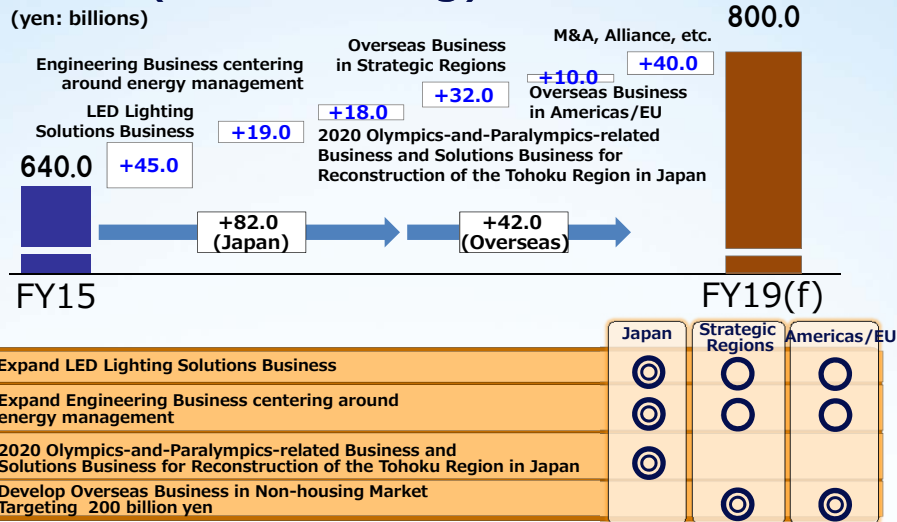 (yen: billions)
800.0
M&A, Alliance, etc.
+40.0
Overseas Business
in Strategic Regions
+32.0
+10.0
Overseas Business
in Americas/EU
Engineering Business centering
around energy management
+19.0
+18.0
2020 Olympics-and-Paralympics-related
Business and Solutions Business for
Reconstruction of the Tohoku Region in Japan
LED Lighting
Solutions Business
+45.0
640.0
+82.0
(Japan)
+42.0
(Overseas)
FY15
FY19(f)
Japan
Strategic
Regions
Americas/EU
Expand LED Lighting Solutions Business
Expand Engineering Business centering around
energy management
2020 Olympics-and-Paralympics-related Business and
Solutions Business for Reconstruction of the Tohoku Region in Japan
Develop Overseas Business in Non-housing Market
Targeting 200 billion yen